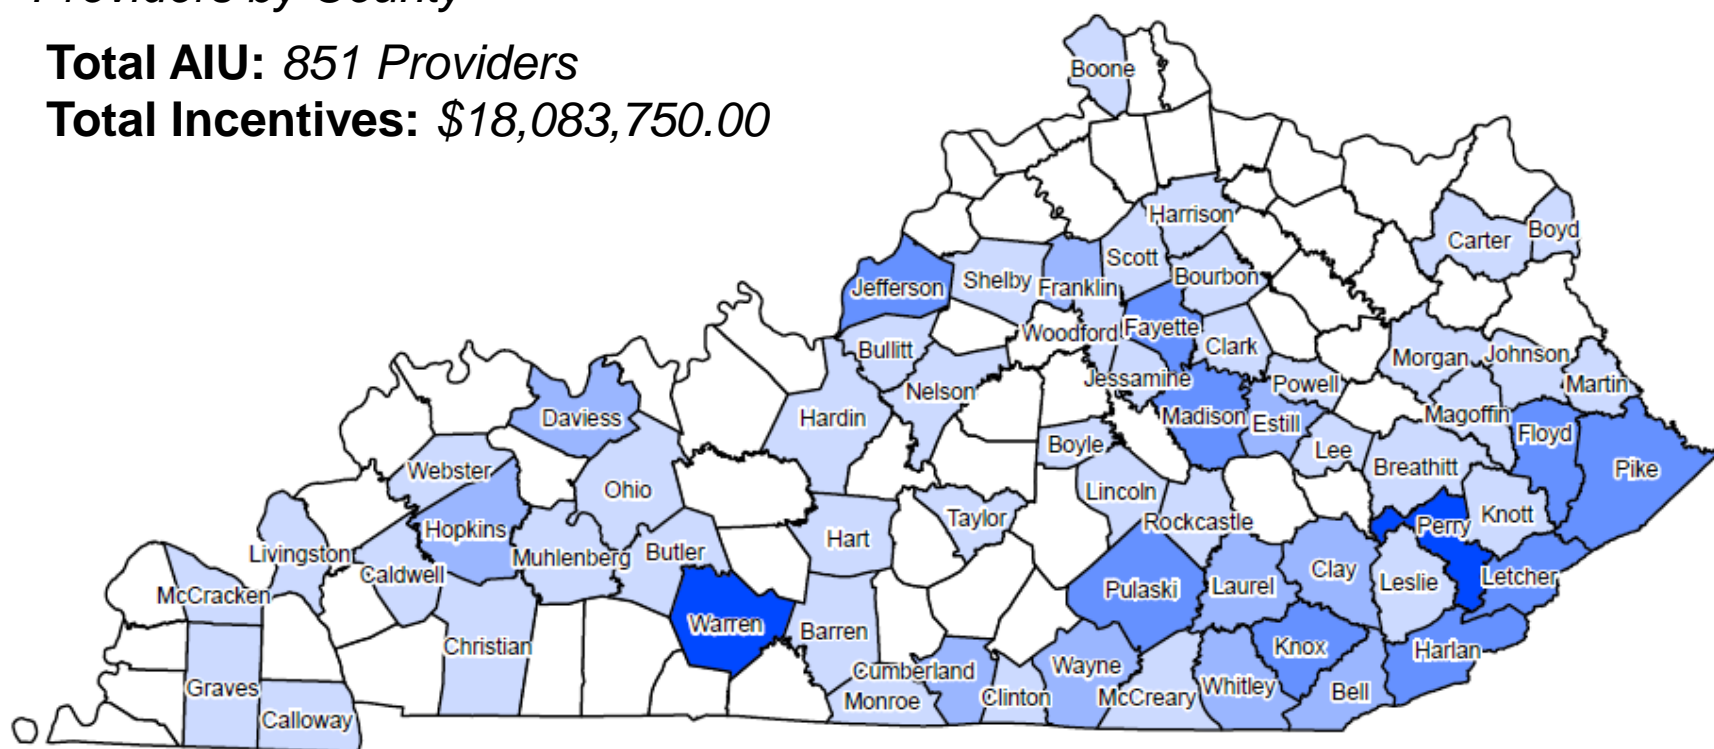 Providers by County
Total AIU: 851 Providers
Total Incentives: $18,083,750.00
Boone
Harrison
Carter
Boyd
Scott
Jefferson
Shelby
Franklin
Bourbon
Woodford
Fayette
Bullitt
Clark
Morgan
Johnson
Nelson
Jessamine
Powell
Martin
Daviess
Hardin
Madison
Estill
Magoffin
Floyd
Boyle
Lee
Breathitt
Pike
Webster
Ohio
Lincoln
Hopkins
Taylor
Rockcastle
Perry
Knott
Livingston
Muhlenberg
Butler
Hart
Caldwell
Pulaski
Laurel
Clay
Leslie
Letcher
McCracken
Warren
Barren
Christian
Knox
Harlan
Cumberland
Wayne
Graves
Monroe
Clinton
McCreary
Whitley
Bell
Calloway